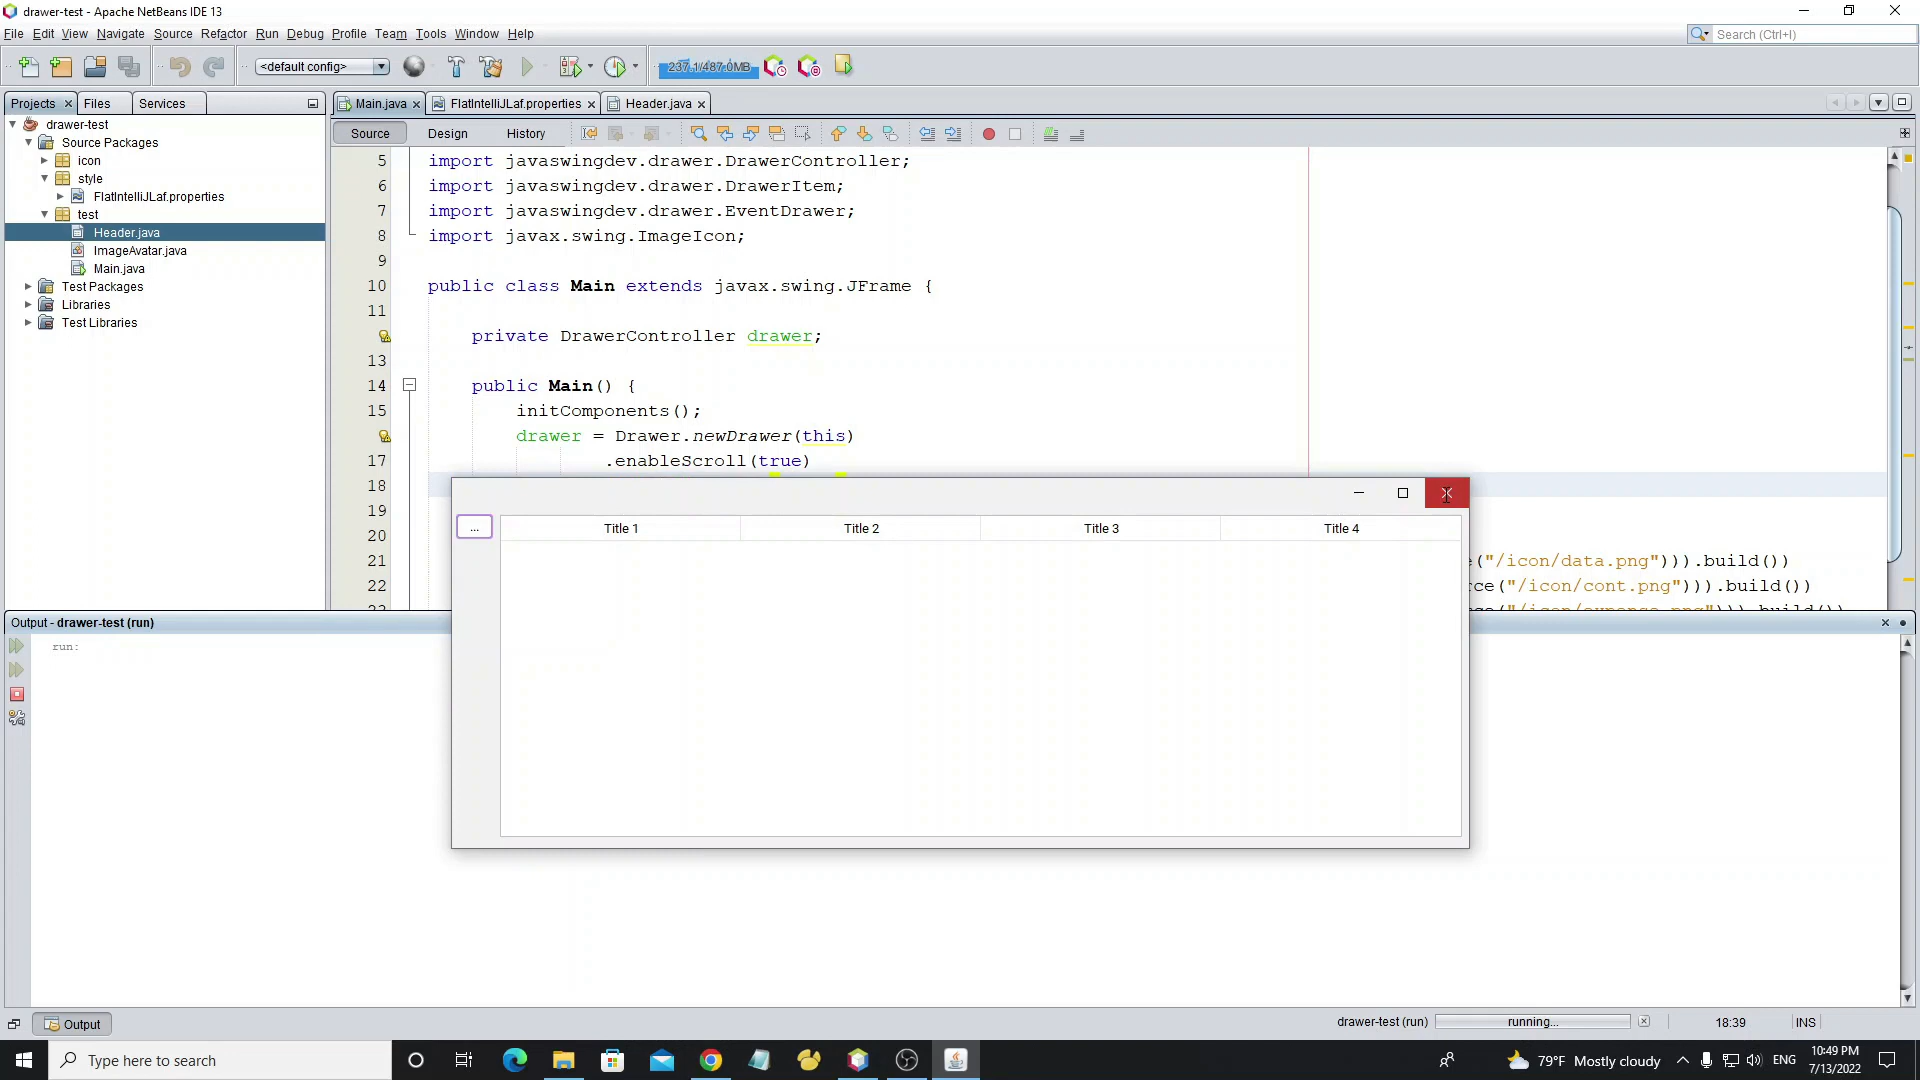 drawer-test - Apache NetBeans IDE 13
File Edit View Navigate Source Refactor Run Debug Profile Team Tools Window Help
Search (Ctrl+I)
<default config>
237.1/487.0MB
Projects Files Services
Main.java FlatIntelliJLaf.properties Header.java
Source Design History
drawer-test
Source Packages
icon
style
FlatIntelliJLaf.properties
test
Header.java
ImageAvatar.java
Main.java
Test Packages
Libraries
Test Libraries
5 import javaswingdev.drawer.DrawerController;
6 import javaswingdev.drawer.DrawerItem;
7 import javaswingdev.drawer.EventDrawer;
8 import javax.swing.ImageIcon;
9
10 public class Main extends javax.swing.JFrame {
11
private DrawerController drawer;
13
14 public Main() {
15 initComponents();
drawer = Drawer.newDrawer(this)
17 .enableScroll(true)
18
19
20
21 ("/icon/data.png"))).build())
22 rce("/icon/cont.png"))).build())
...
Title 1 Title 2 Title 3 Title 4
Output - drawer-test (run)
run:
Output
drawer-test (run) running... 18:39 INS
Type here to search
79°F Mostly cloudy
ENG
10:49 PM
7/13/2022